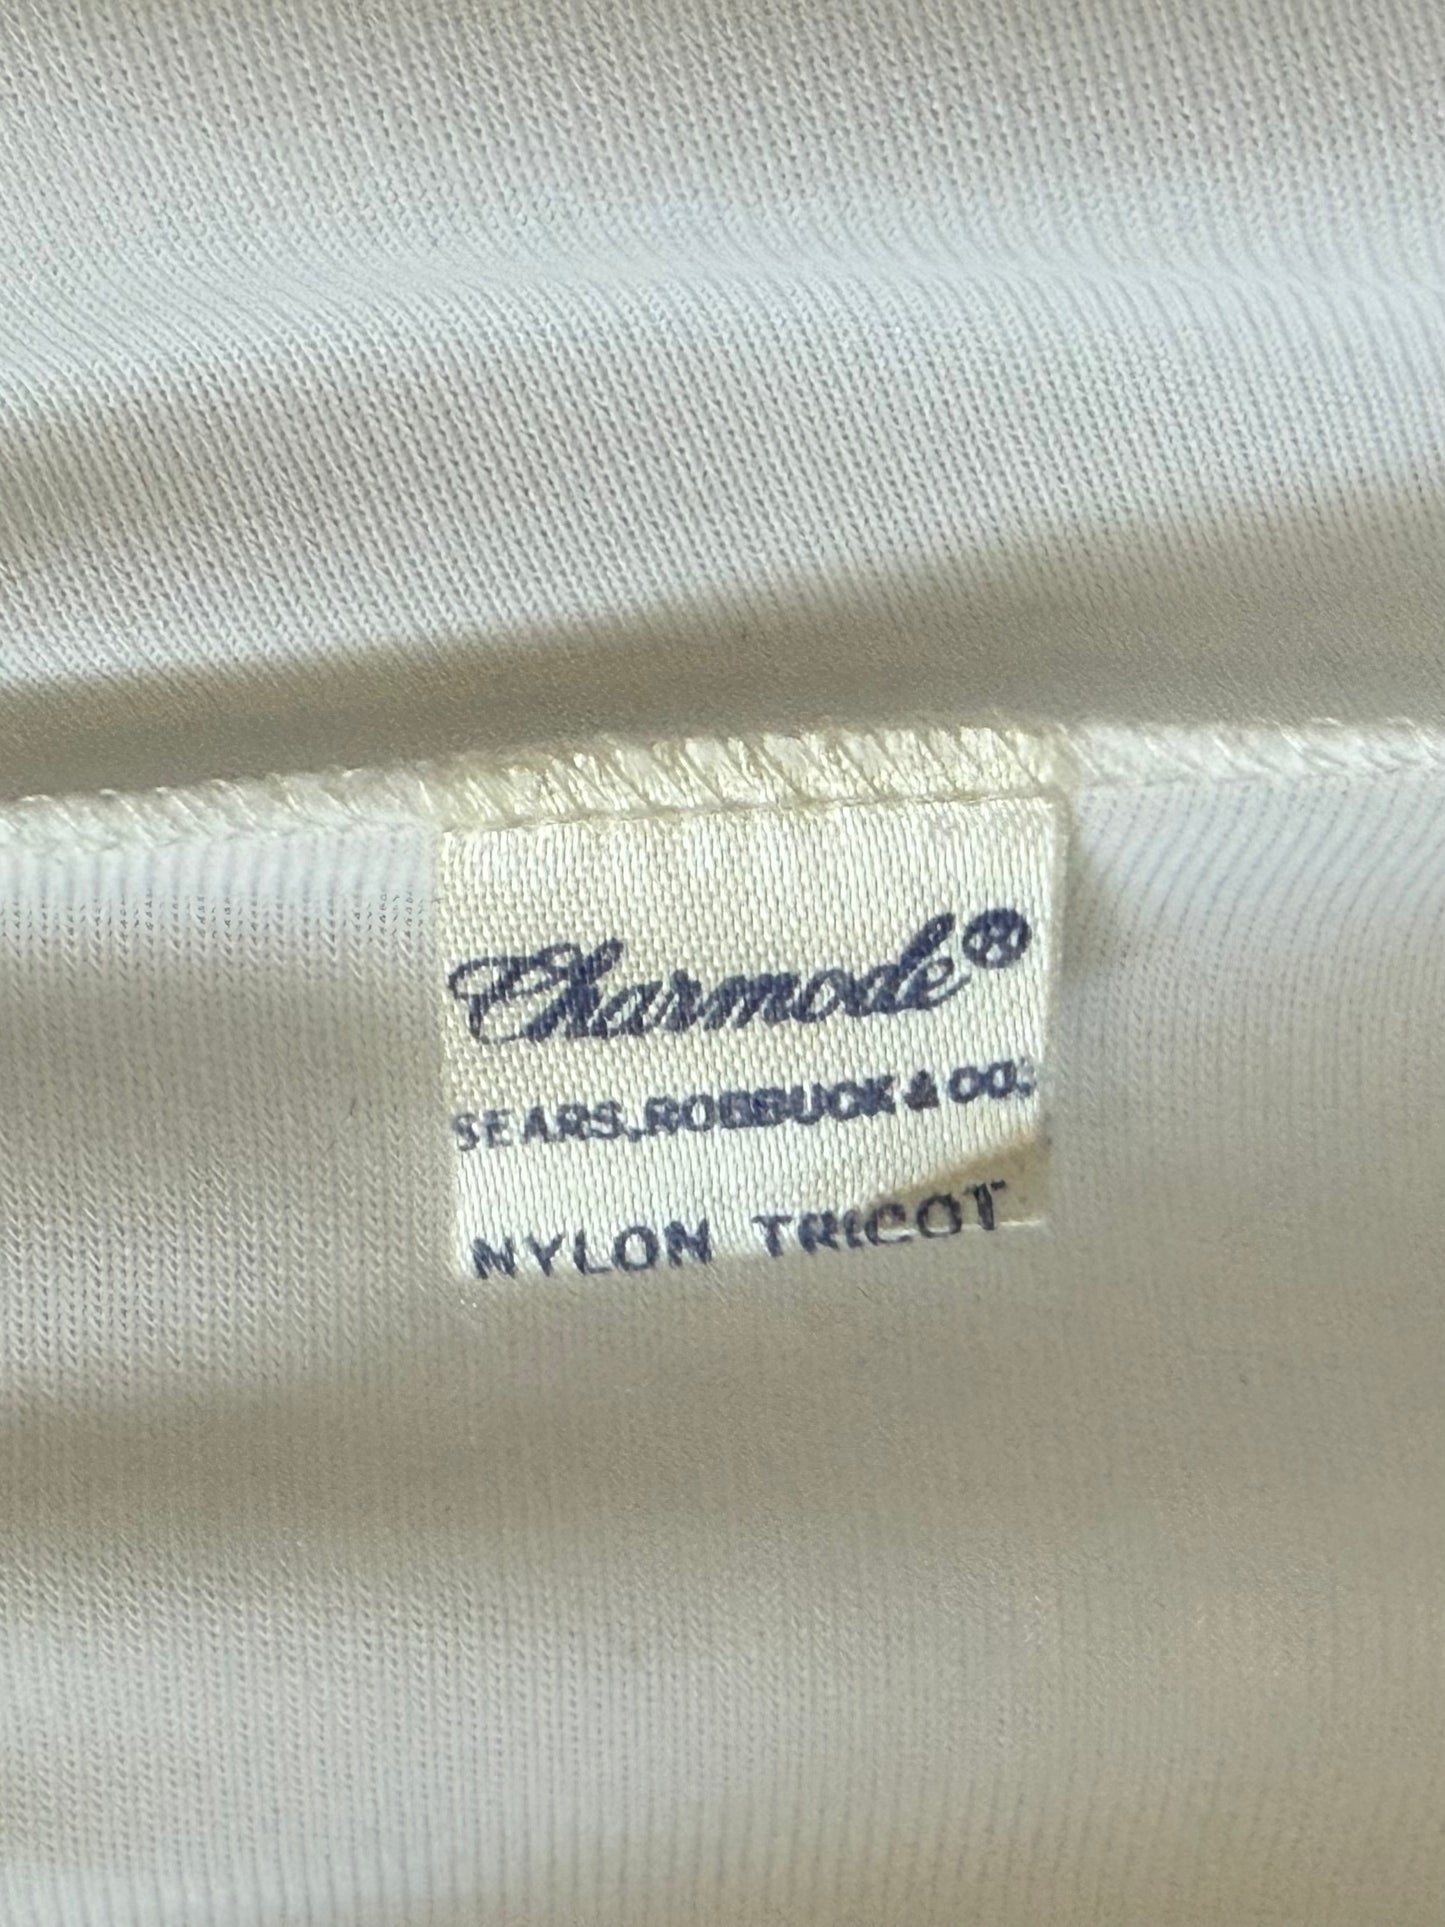 Charmode®
SEARS, ROEBUCK & CO.
NYLON TRICOT